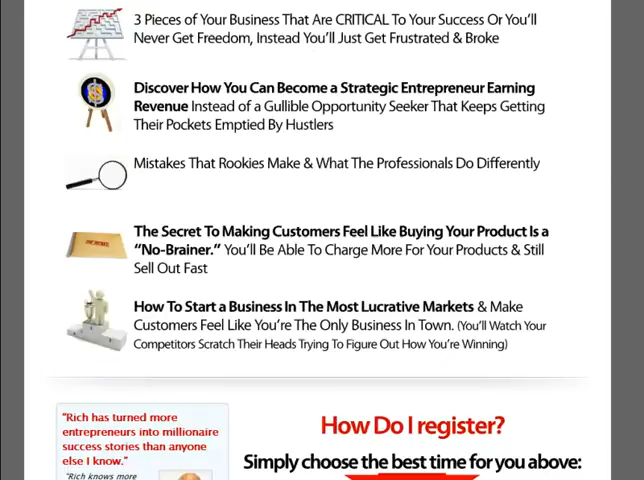 3 Pieces of Your Business That Are CRITICAL To Your Success Or You'll
Never Get Freedom, Instead You'll Just Get Frustrated & Broke
Discover How You Can Become a Strategic Entrepreneur Earning
Revenue Instead of a Gullible Opportunity Seeker That Keeps Getting
Their Pockets Emptied By Hustlers
Mistakes That Rookies Make & What The Professionals Do Differently
The Secret To Making Customers Feel Like Buying Your Product Is a
“No-Brainer.” You'll Be Able To Charge More For Your Products & Still
Sell Out Fast
How To Start a Business In The Most Lucrative Markets & Make
Customers Feel Like You're The Only Business In Town. (You'll Watch Your
Competitors Scratch Their Heads Trying To Figure Out How You're Winning)
"Rich has turned more
entrepreneurs into millionaire
success stories than anyone
else I know."
"Rich knows more
How Do I register?
Simply choose the best time for you above: